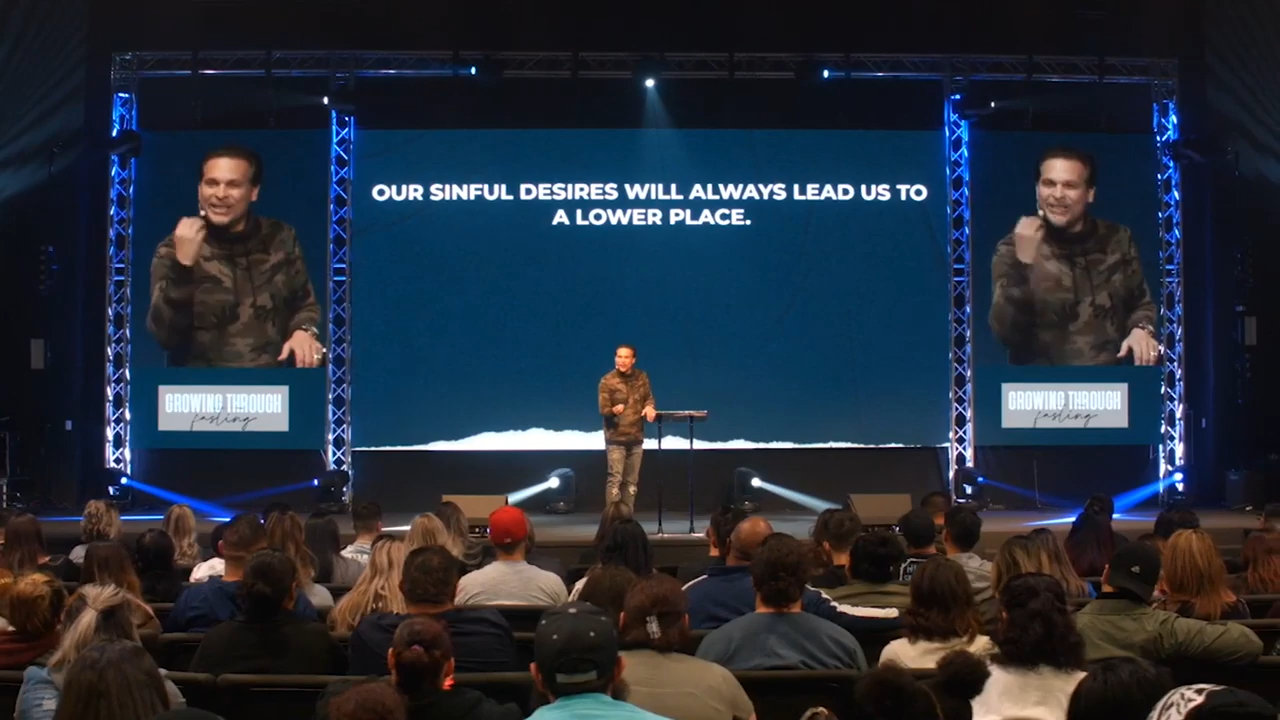 OUR SINFUL DESIRES WILL ALWAYS LEAD US TO
A LOWER PLACE.
GROWING THROUGH
fasting
GROWING THROUGH
fasting